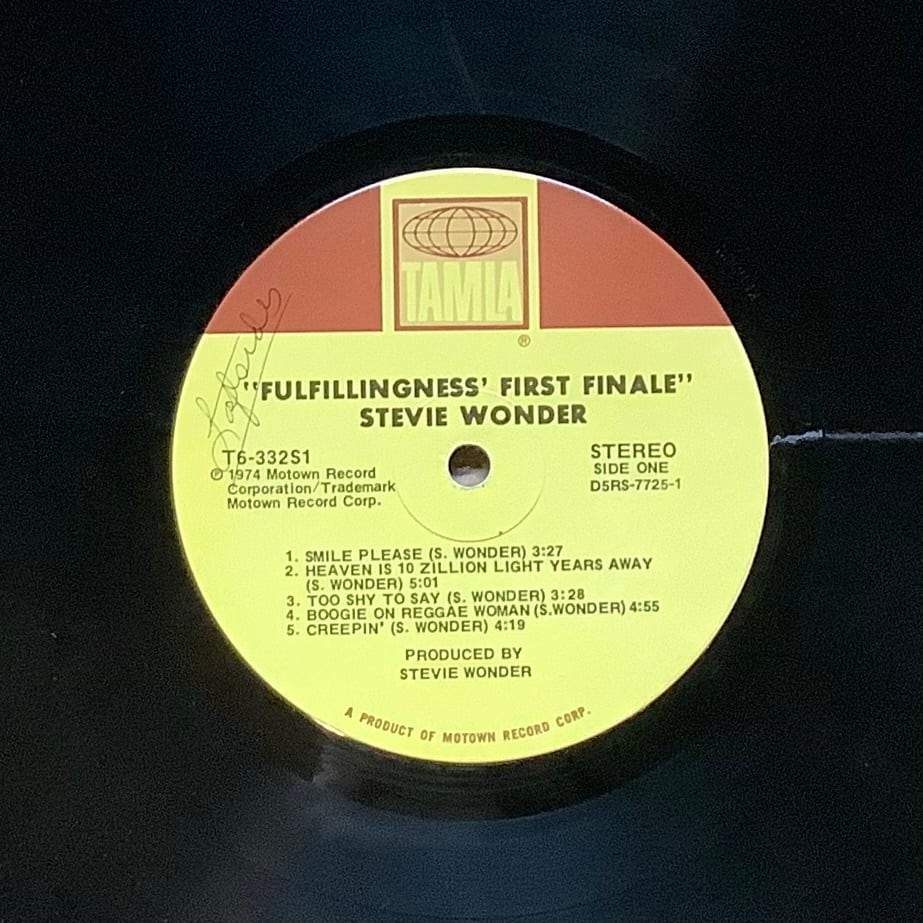 TAMLA
®
"FULFILLINGNESS' FIRST FINALE"
STEVIE WONDER
T6-332S1
℗ 1974 Motown Record
Corporation/Trademark
Motown Record Corp.
STEREO
SIDE ONE
D5RS-7725-1
1. SMILE PLEASE (S. WONDER) 3:27
2. HEAVEN IS 10 ZILLION LIGHT YEARS AWAY
(S. WONDER) 5:01
3. TOO SHY TO SAY (S. WONDER) 3:28
4. BOOGIE ON REGGAE WOMAN (S.WONDER) 4:55
5. CREEPIN' (S. WONDER) 4:19
PRODUCED BY
STEVIE WONDER
A PRODUCT OF MOTOWN RECORD CORP.